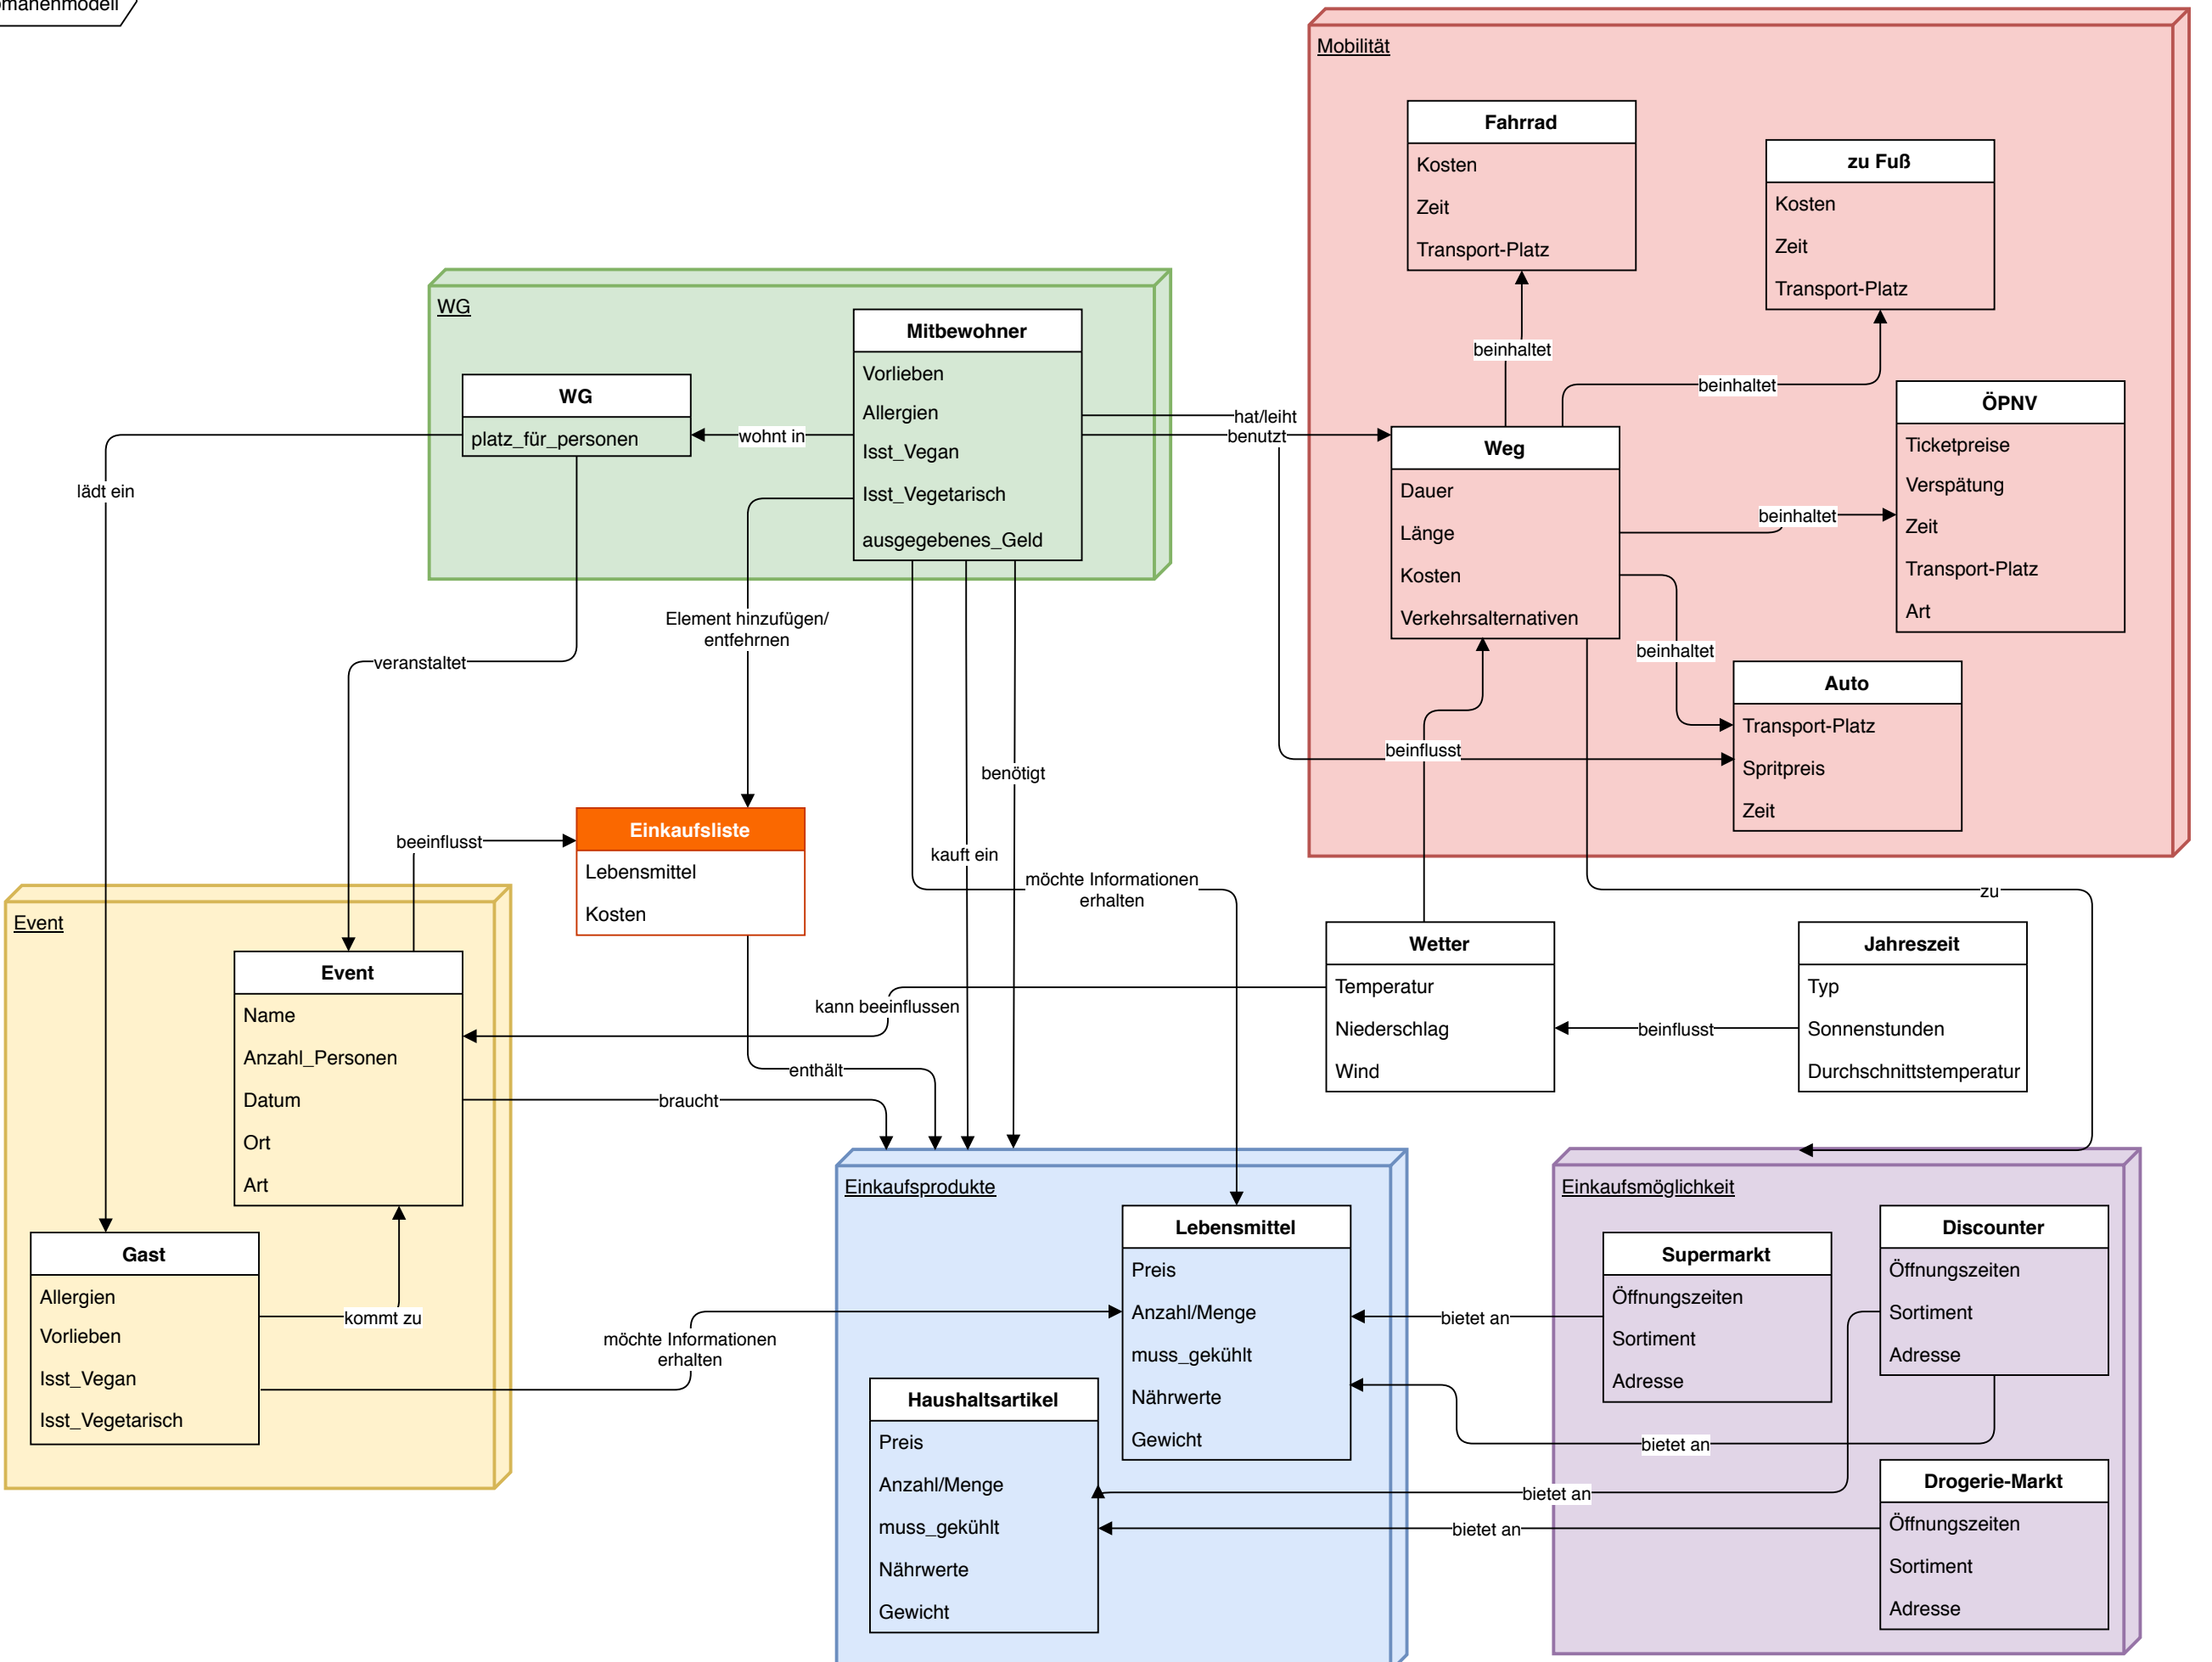 Mobilität
Fahrrad
Kosten
Zeit
Transport-Platz
zu Fuß
Kosten
Zeit
Transport-Platz
beinhaltet
beinhaltet
ÖPNV
Ticketpreise
Verspätung
Zeit
Transport-Platz
Art
Weg
Dauer
Länge
Kosten
Verkehrsalternativen
beinhaltet
beinhaltet
Auto
Transport-Platz
Spritpreis
Zeit
WG
Mitbewohner
Vorlieben
Allergien
Isst_Vegan
Isst_Vegetarisch
ausgegebenes_Geld
WG
platz_für_personen
wohnt in
hat/leiht
benutzt
lädt ein
veranstaltet
Element hinzufügen/
entfehrnen
benötigt
kauft ein
möchte Informationen
erhalten
beinflusst
zu
beeinflusst
Einkaufsliste
Lebensmittel
Kosten
Wetter
Temperatur
Niederschlag
Wind
beinflusst
Jahreszeit
Typ
Sonnenstunden
Durchschnittstemperatur
kann beeinflussen
enthält
braucht
Event
Event
Name
Anzahl_Personen
Datum
Ort
Art
Gast
Allergien
Vorlieben
Isst_Vegan
Isst_Vegetarisch
kommt zu
möchte Informationen
erhalten
Einkaufsprodukte
Lebensmittel
Preis
Anzahl/Menge
muss_gekühlt
Nährwerte
Gewicht
Haushaltsartikel
Preis
Anzahl/Menge
muss_gekühlt
Nährwerte
Gewicht
bietet an
bietet an
bietet an
bietet an
Einkaufsmöglichkeit
Supermarkt
Öffnungszeiten
Sortiment
Adresse
Discounter
Öffnungszeiten
Sortiment
Adresse
Drogerie-Markt
Öffnungszeiten
Sortiment
Adresse